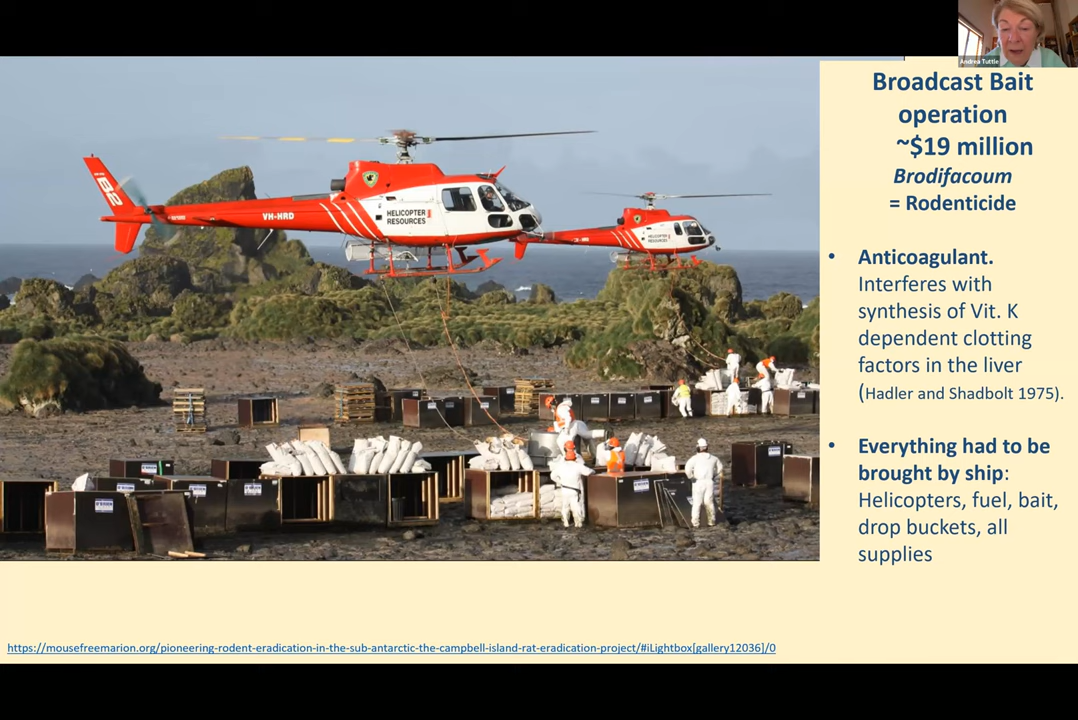 Andrea Tuttle
Broadcast Bait
operation
~$19 million
Brodifacoum
= Rodenticide
• Anticoagulant.
Interferes with
synthesis of Vit. K
dependent clotting
factors in the liver
(Hadler and Shadbolt 1975).
• Everything had to be
brought by ship:
Helicopters, fuel, bait,
drop buckets, all
supplies
VH-HRD
HELICOPTER
RESOURCES
HELICOPTER
RESOURCES
https://mousefreemarion.org/pioneering-rodent-eradication-in-the-sub-antarctic-the-campbell-island-rat-eradication-project/#iLightbox[gallery12036]/0